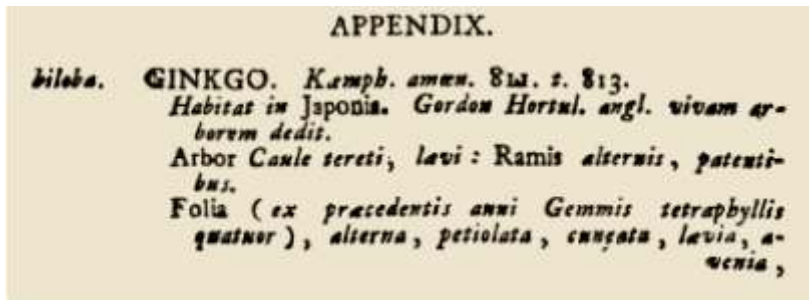 APPENDIX.
biloba. GINKGO. Kæmph. amœn. 811. t. 813.
Habitat in Japonia. Gordon Hortul. angl. vivam ar-
borem dedit.
Arbor Caule tereti, lævi: Ramis alternis, patenti-
bus.
Folia (ex præcedentis anni Gemmis tetraphyllis
quatuor), alterna, petiolata, cuneata, lævia, a-
venia,